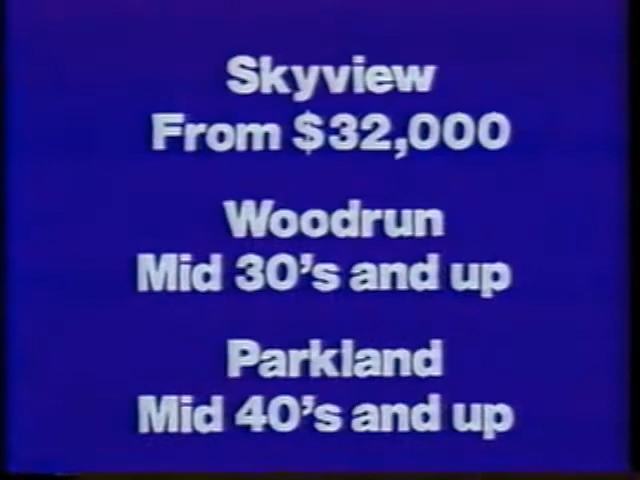 Skyview
From $32,000
Woodrun
Mid 30's and up
Parkland
Mid 40's and up